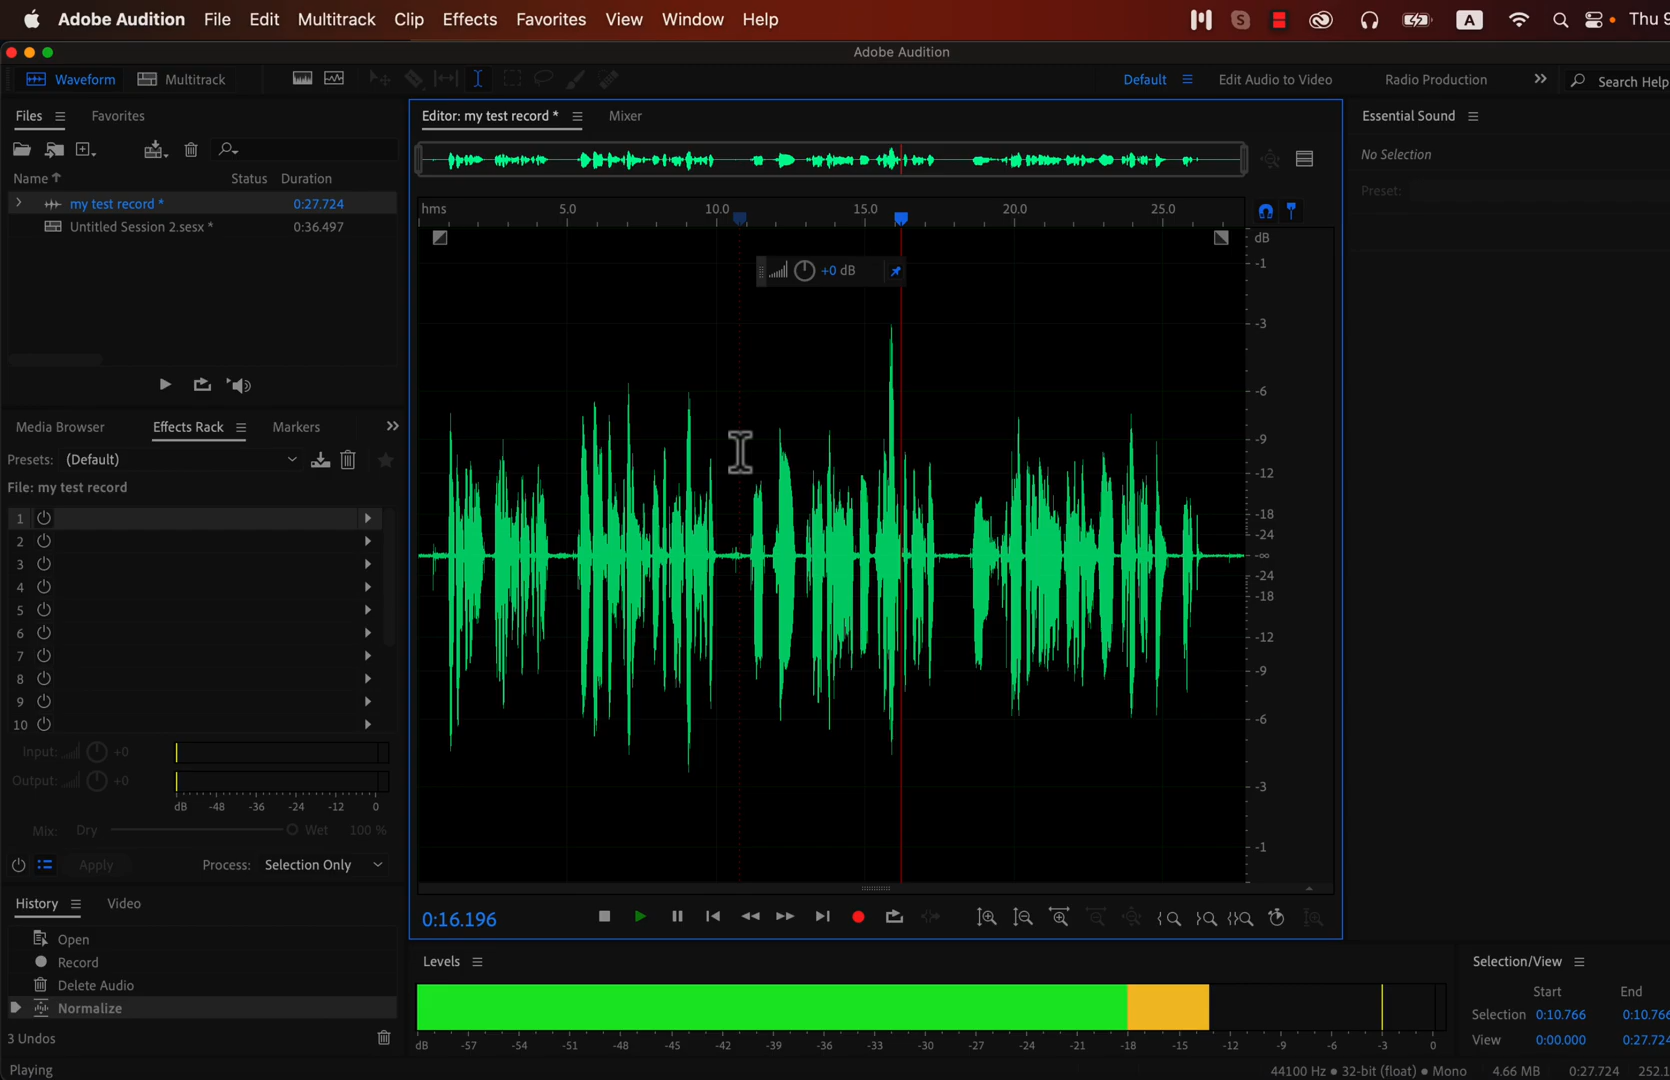 Adobe Audition File Edit Multitrack Clip Effects Favorites View Window Help A Thu 9
Adobe Audition
Waveform Multitrack Default Edit Audio to Video Radio Production Search Help
Files Favorites Editor: my test record * Mixer Essential Sound
No Selection
Name Status Duration
Preset:
my test record * 0:27.724
hms 5.0 10.0 15.0 20.0 25.0
Untitled Session 2.sesx * 0:36.497
dB
-1
+0 dB
-3
-6
-9
-12
-18
-24
-∞
-24
-18
-12
-9
-6
-3
-1
Media Browser Effects Rack Markers
Presets: (Default)
File: my test record
1
2
3
4
5
6
7
8
9
10
Input: +0
Output: +0
dB -48 -36 -24 -12 0
Mix: Dry Wet 100 %
Apply Process: Selection Only
History Video
0:16.196
Open
Record
Delete Audio
Normalize
3 Undos
Playing
Levels
dB -57 -54 -51 -48 -45 -42 -39 -36 -33 -30 -27 -24 -21 -18 -15 -12 -9 -6 -3 0
Selection/View
Start End
Selection 0:10.766 0:10.766
View 0:00.000 0:27.724
44100 Hz ● 32-bit (float) ● Mono 4.66 MB 0:27.724 252.1